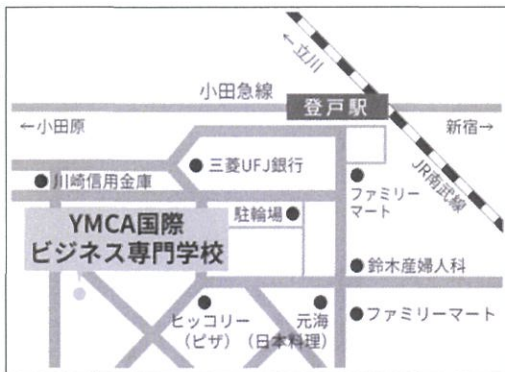 ←立川
小田急線
登戸駅
←小田原
新宿→
JR南武線
三菱UFJ銀行
川崎信用金庫
ファミリー
マート
駐輪場
YMCA国際
ビジネス専門学校
鈴木産婦人科
ヒッコリー
（ピザ）
元海
（日本料理）
ファミリーマート